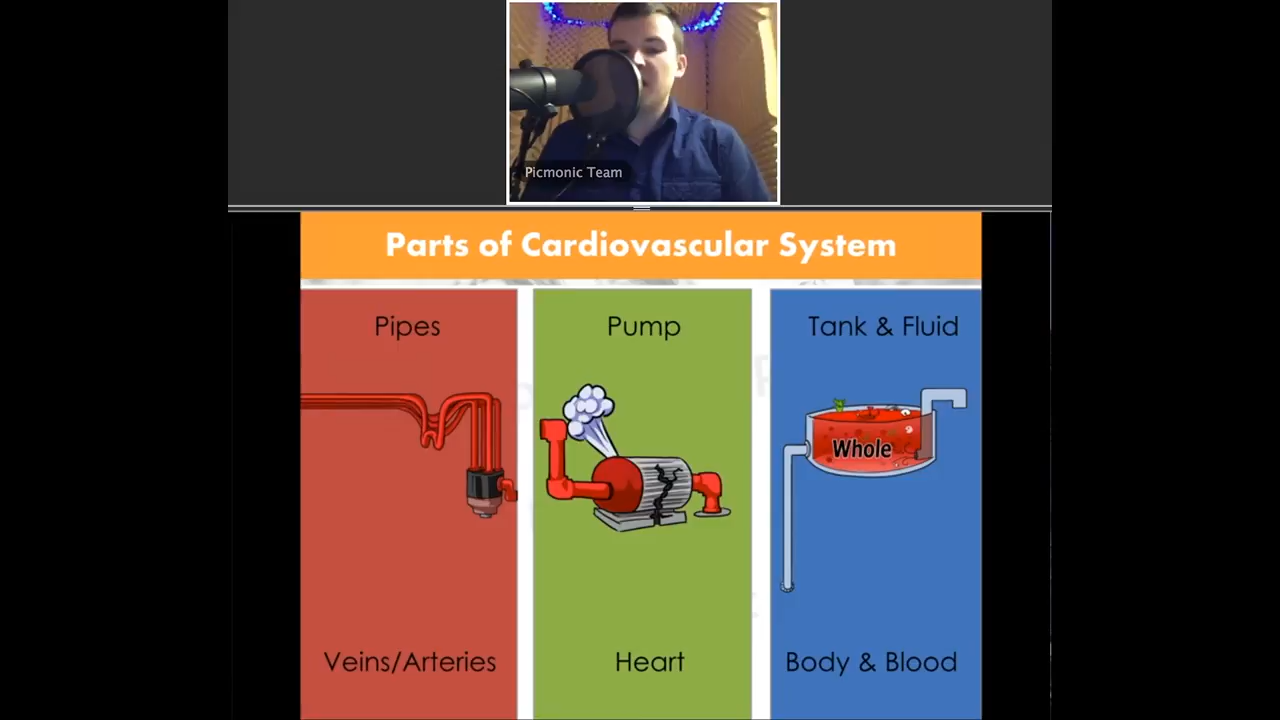 Picmonic Team
Parts of Cardiovascular System
Pipes
Pump
Tank & Fluid
Whole
Veins/Arteries
Heart
Body & Blood